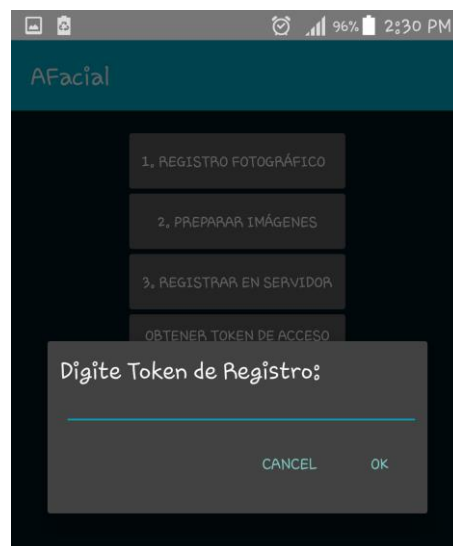 96% 2:30 PM
AFacial
1. REGISTRO FOTOGRÁFICO
2. PREPARAR IMÁGENES
3. REGISTRAR EN SERVIDOR
OBTENER TOKEN DE ACCESO
Digite Token de Registro:
CANCEL OK